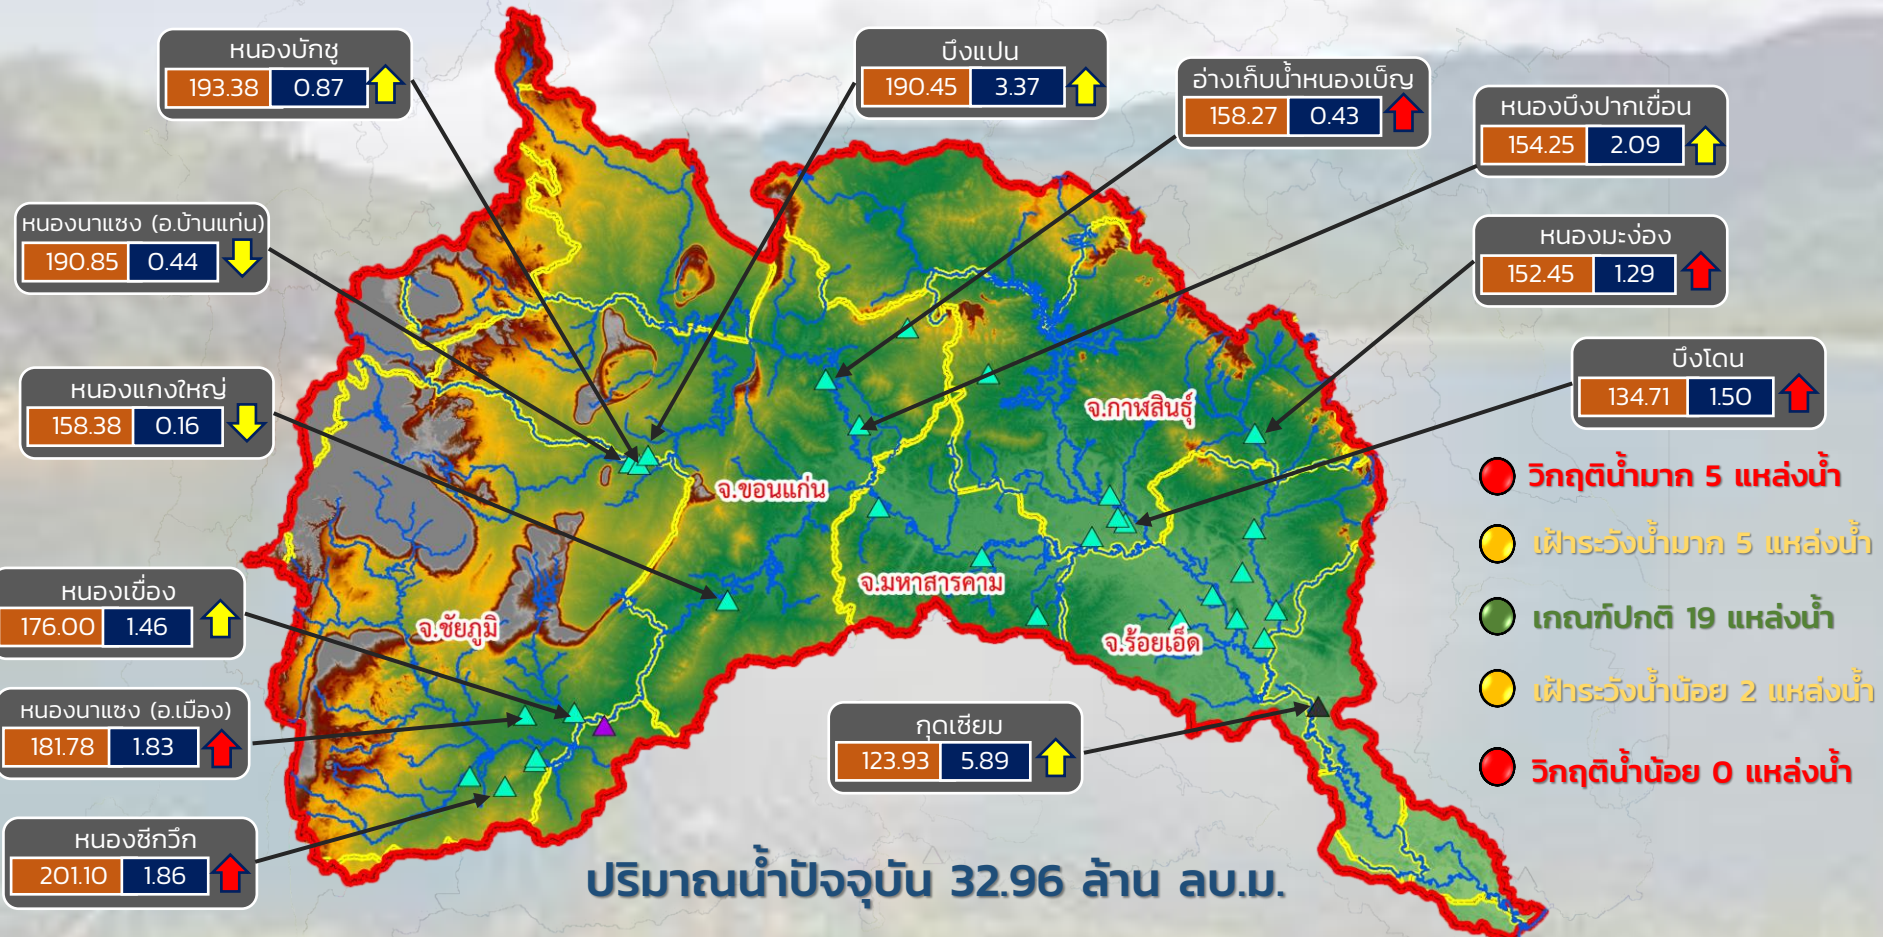 หนองบักซู
193.38 0.87
บึงแปน
190.45 3.37
อ่างเก็บน้ำหนองเบ็ญ
158.27 0.43
หนองบึงปากเขื่อน
154.25 2.09
หนองนาแซง (อ.บ้านแท่น)
190.85 0.44
หนองมะง่อง
152.45 1.29
หนองแกงใหญ่
158.38 0.16
บึงโดน
134.71 1.50
จ.กาฬสินธุ์
จ.ขอนแก่น
วิกฤติน้ำมาก 5 แหล่งน้ำ
เฝ้าระวังน้ำมาก 5 แหล่งน้ำ
หนองเขื่อง
176.00 1.46
จ.มหาสารคาม
จ.ชัยภูมิ
จ.ร้อยเอ็ด
เกณฑ์ปกติ 19 แหล่งน้ำ
เฝ้าระวังน้ำน้อย 2 แหล่งน้ำ
หนองนาแซง (อ.เมือง)
181.78 1.83
กุดเซียม
123.93 5.89
วิกฤติน้ำน้อย 0 แหล่งน้ำ
หนองซีกวึก
201.10 1.86
ปริมาณน้ำปัจจุบัน 32.96 ล้าน ลบ.ม.